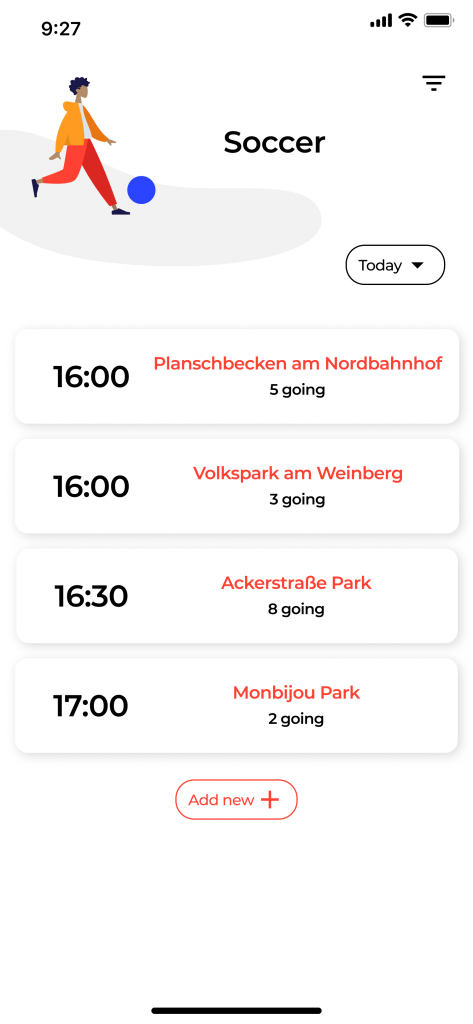 9:27
Soccer
Today
16:00
Planschbecken am Nordbahnhof
5 going
16:00
Volkspark am Weinberg
3 going
16:30
Ackerstraße Park
8 going
17:00
Monbijou Park
2 going
Add new